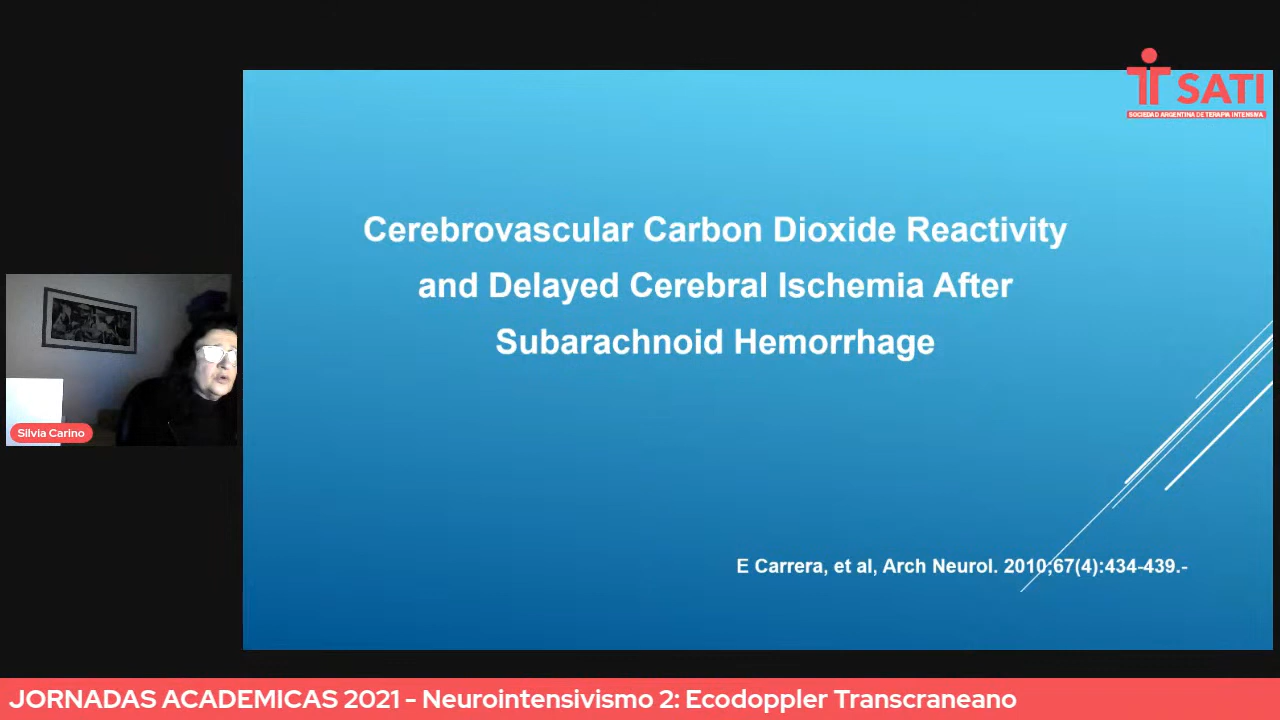 SATI
SOCIEDAD ARGENTINA DE TERAPIA INTENSIVA
Cerebrovascular Carbon Dioxide Reactivity
and Delayed Cerebral Ischemia After
Subarachnoid Hemorrhage
Silvia Carino
E Carrera, et al, Arch Neurol. 2010;67(4):434-439.-
JORNADAS ACADEMICAS 2021 - Neurointensivismo 2: Ecodoppler Transcraneano